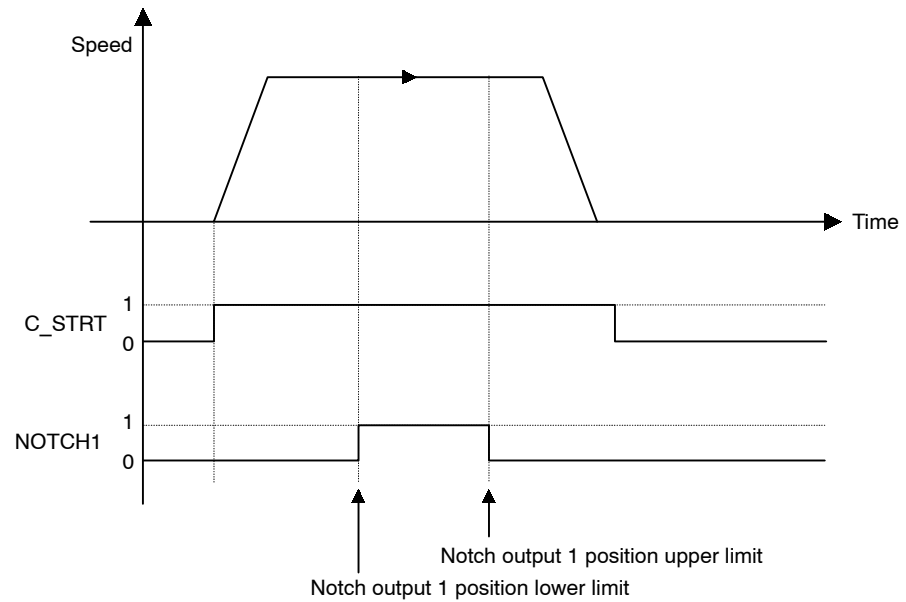 Speed
Time
1
C_STRT
0
1
NOTCH1
0
Notch output 1 position upper limit
Notch output 1 position lower limit